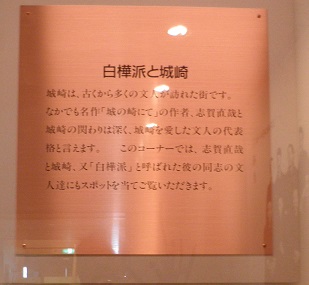 白樺派と城崎
城崎は、古くから多くの文人が訪れた街です。
なかでも名作「城の崎にて」の作者、志賀直哉と
城崎の関わりは深く、城崎を愛した文人の代表
格と言えます。　このコーナーでは、志賀直哉
と城崎、又「白樺派」と呼ばれた彼の同志の文
人達にもスポットを当てご覧いただきます。